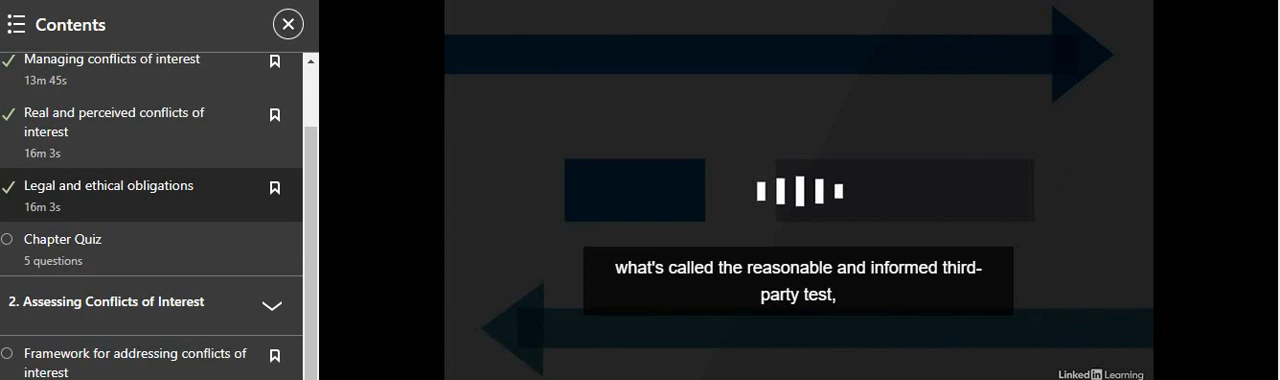 Contents
Managing conflicts of interest
13m 45s
Real and perceived conflicts of
interest
16m 3s
Legal and ethical obligations
16m 3s
Chapter Quiz
5 questions
2. Assessing Conflicts of Interest
Framework for addressing conflicts of
interest
what's called the reasonable and informed third-
party test,
Linked in Learning